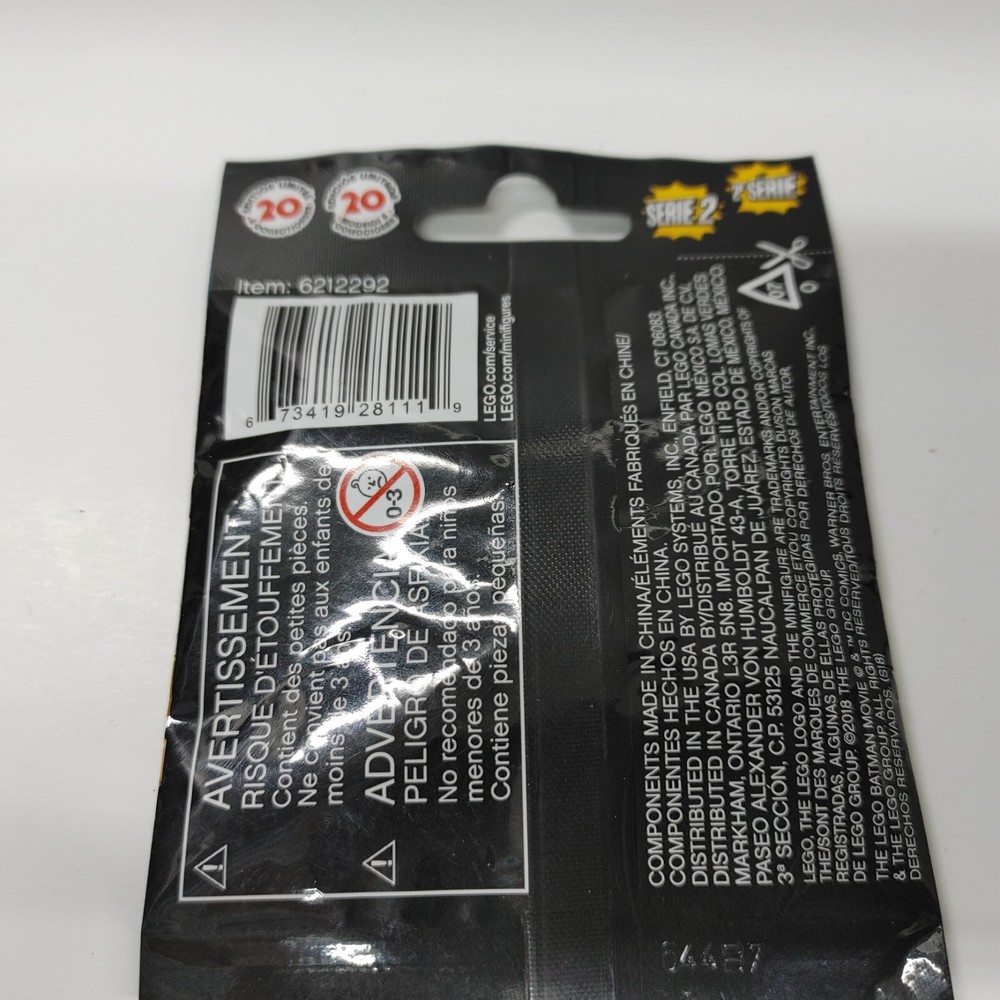 20
20
SERIE 2
2e SÉRIE
Item: 6212292
6 73419 28111 9
LEGO.com/service
LEGO.com/minifigures
07
0
AVERTISSEMENT
RISQUE D'ÉTOUFFEMENT
Contient des petites pièces.
Ne convient pas aux enfants de
moins de 3 ans.
0-3
ADVERTENCIA
PELIGRO DE ASFIXIA
No recomendado para niños
menores de 3 años.
Contiene piezas pequeñas.
COMPONENTS MADE IN CHINA/ÉLÉMENTS FABRIQUÉS EN CHINE/
COMPONENTES HECHOS EN CHINA.
DISTRIBUTED IN THE USA BY LEGO SYSTEMS, INC., ENFIELD, CT 06083
DISTRIBUTED IN CANADA BY/DISTRIBUÉ AU CANADA PAR LEGO CANADA INC.,
MARKHAM, ONTARIO L3R 5N8. IMPORTADO POR: LEGO MÉXICO S.A DE C.V.
PASEO ALEXANDER VON HUMBOLDT 43-A, TORRE III PB COL. LOMAS VERDES
3ª SECCIÓN, C.P. 53125 NAUCALPAN DE JUÁREZ, ESTADO DE MÉXICO. MÉXICO
LEGO, THE LEGO LOGO AND THE MINIFIGURE ARE TRADEMARKS AND/OR COPYRIGHTS OF
THE/SONT DES MARQUES DE COMMERCE ET/OU COPYRIGHTS DU/SON MARCAS
REGISTRADAS, ALGUNAS DE ELLAS PROTEGIDAS POR DERECHOS DE AUTOR,
DE LEGO GROUP. ©2018 THE LEGO GROUP.
THE LEGO BATMAN MOVIE © & ™ DC COMICS, WARNER BROS. ENTERTAINMENT INC.,
& THE LEGO GROUP. ALL RIGHTS RESERVED/TOUS DROITS RÉSERVÉS/TODOS LOS
DERECHOS RESERVADOS. (s18)